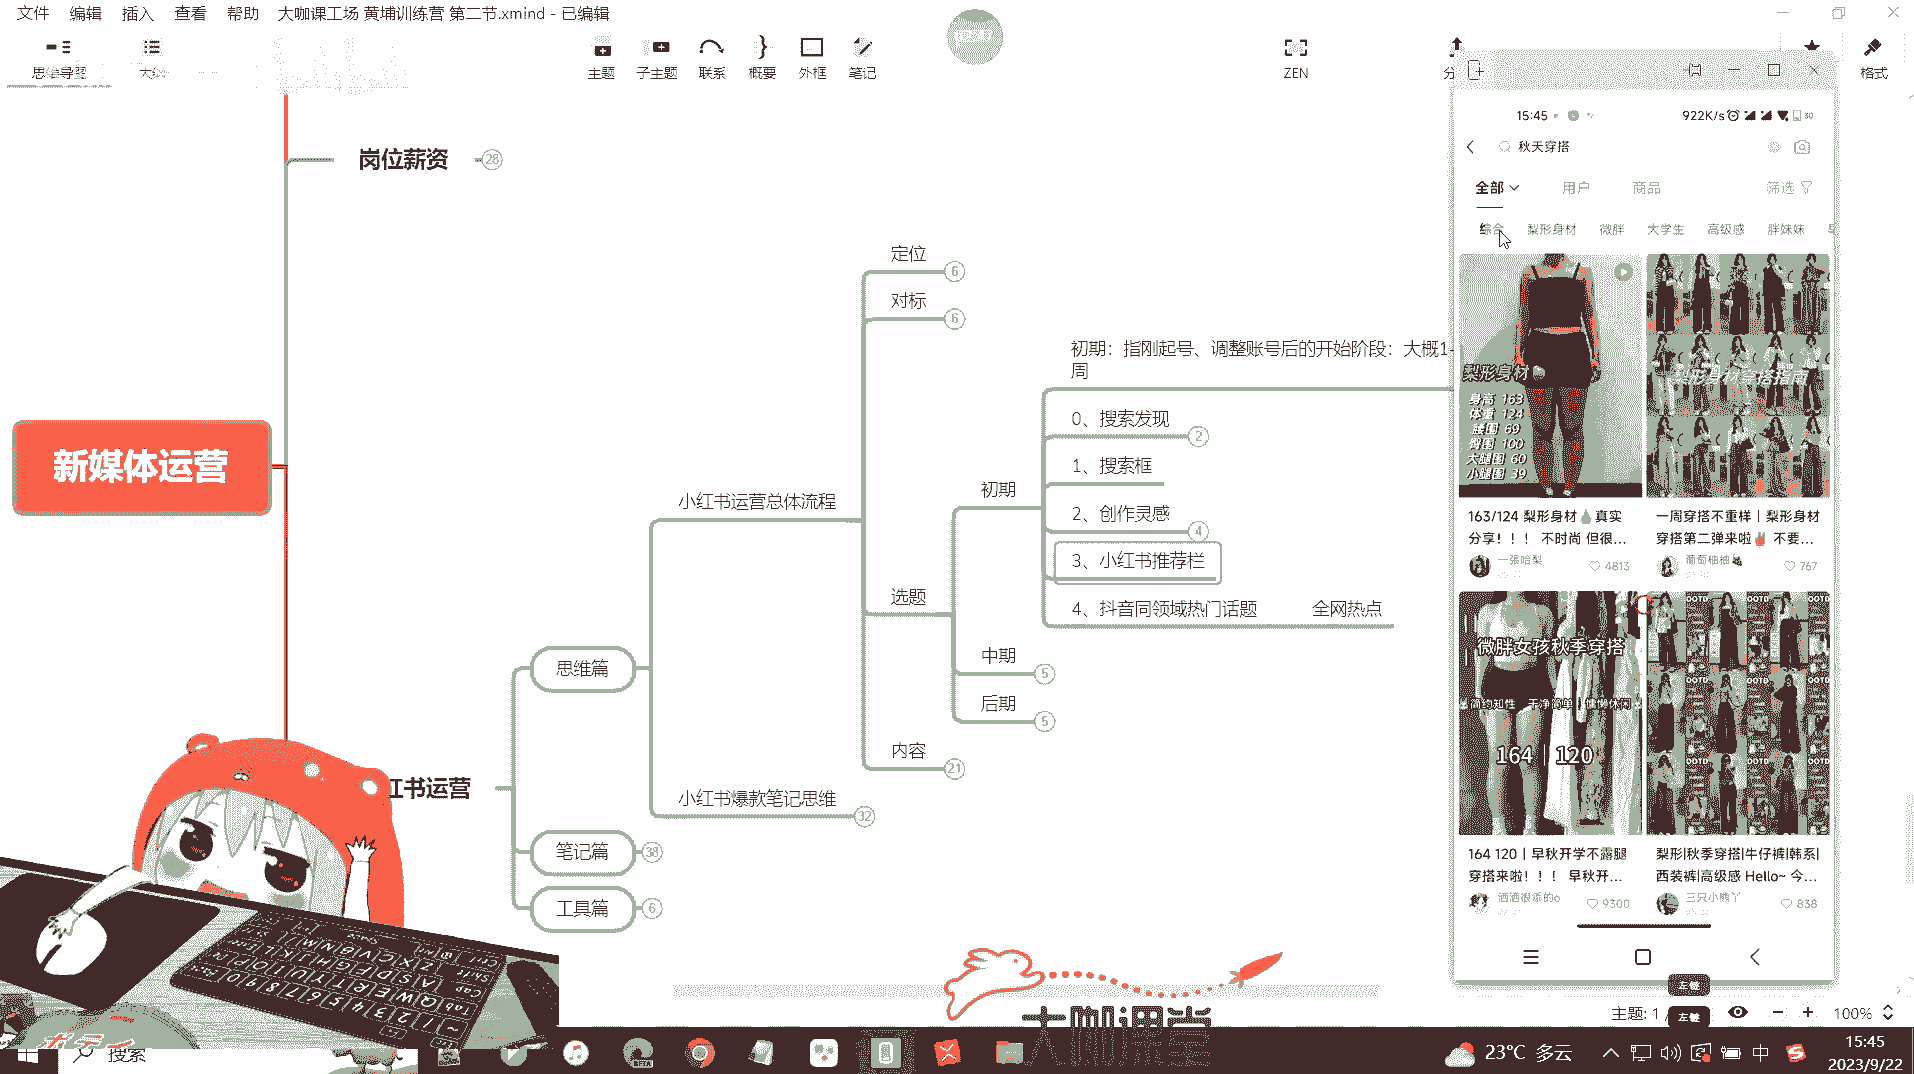 文件 编辑 插入 查看 帮助 大咖课工场 黄埔训练营 第二节.xmind - 已编辑
思维导图 大纲 主题 子主题 联系 概要 外框 笔记 ZEN 分 格式
岗位薪资 28
新媒体运营
红书运营
思维篇
笔记篇 38
工具篇 6
小红书运营总体流程
小红书爆款笔记思维 32
定位 6
对标 6
选题
内容 21
初期
中期 5
后期 5
初期：指刚起号、调整账号后的开始阶段：大概1-
周
0、搜索发现 2
1、搜索框
2、创作灵感 4
3、小红书推荐栏
4、抖音同领域热门话题 全网热点
15:45 922K/s 30
秋天穿搭
全部 用户 商品 筛选
综合 梨形身材 微胖 大学生 高级感 胖妹妹
梨形身材
身高 163
体重 124
腰围 69
臀围 100
大腿围 60
小腿围 39
梨形身材穿搭指南
163/124 梨形身材🍐真实
分享！！！ 不时尚 但很...
一張哈梨 4813
一周穿搭不重样丨梨形身材
穿搭第二弹来啦✌ 不要...
葡萄柚柚 767
微胖女孩秋季穿搭
简约知性 干净简单 慵懒休闲
164 | 120
OOTD OOTD OOTD
164 120丨早秋开学不露腿
穿搭来啦！！！ 早秋开...
洒洒很乖的6 9300
梨形|秋季穿搭|牛仔裤|韩系|
西装裤|高级感 Hello~ 今...
三只小熊丫 838
左键
主题: 1 / 左键 100%
大咖课堂
搜索
23°C 多云 中
15:45
2023/9/22